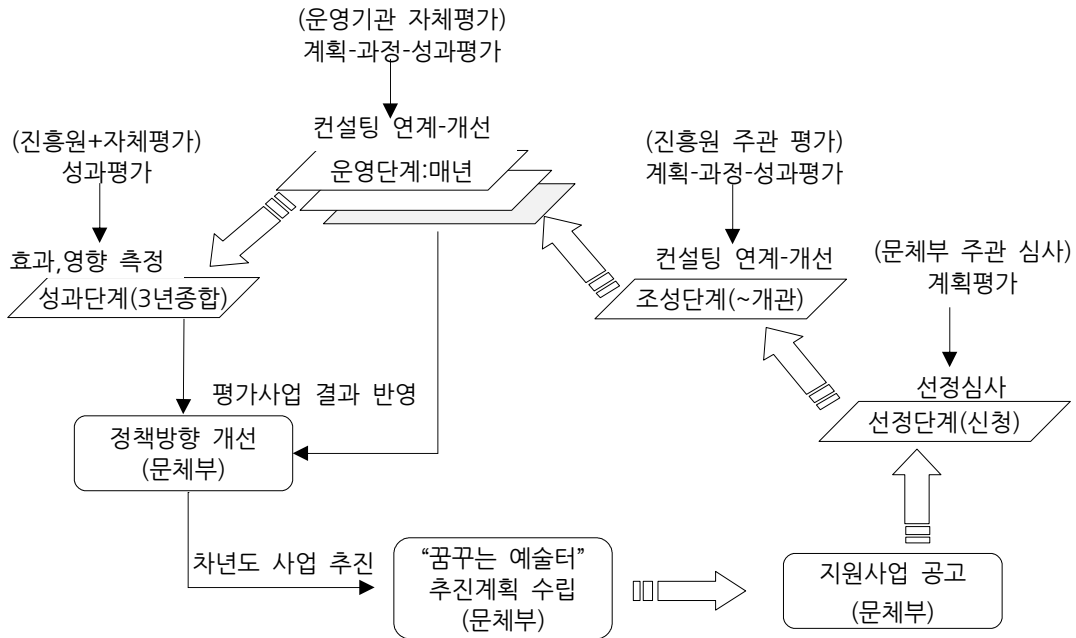 (운영기관 자체평가)
계획-과정-성과평가
컨설팅 연계-개선
운영단계:매년
(진흥원+자체평가)
성과평가
효과,영향 측정
성과단계(3년종합)
(진흥원 주관 평가)
계획-과정-성과평가
컨설팅 연계-개선
조성단계(~개관)
(문체부 주관 심사)
계획평가
선정심사
선정단계(신청)
평가사업 결과 반영
정책방향 개선
(문체부)
차년도 사업 추진
“꿈꾸는 예술터”
추진계획 수립
(문체부)
지원사업 공고
(문체부)